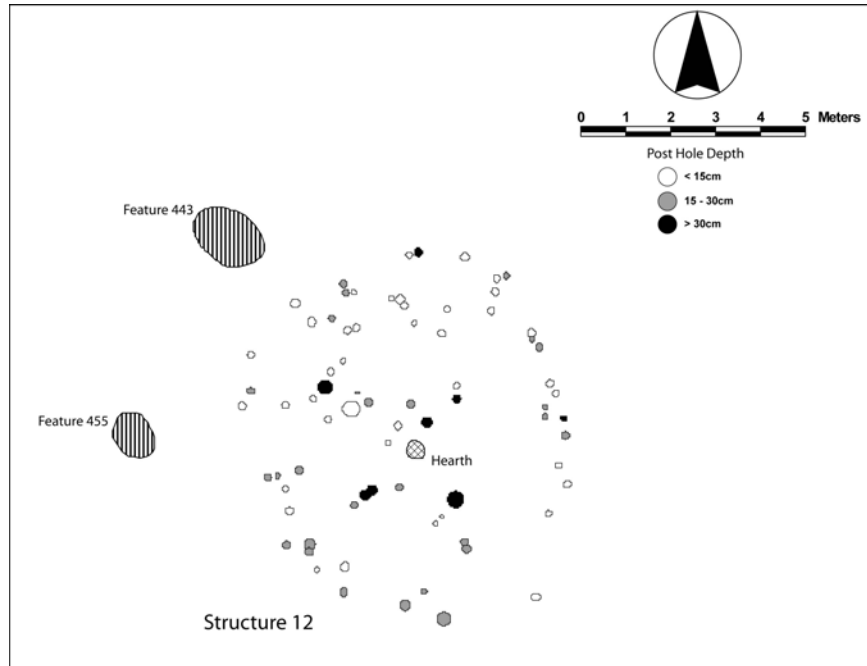 0 1 2 3 4 5 Meters
Post Hole Depth
< 15cm
15 - 30cm
> 30cm
Feature 443
Feature 455
Hearth
Structure 12